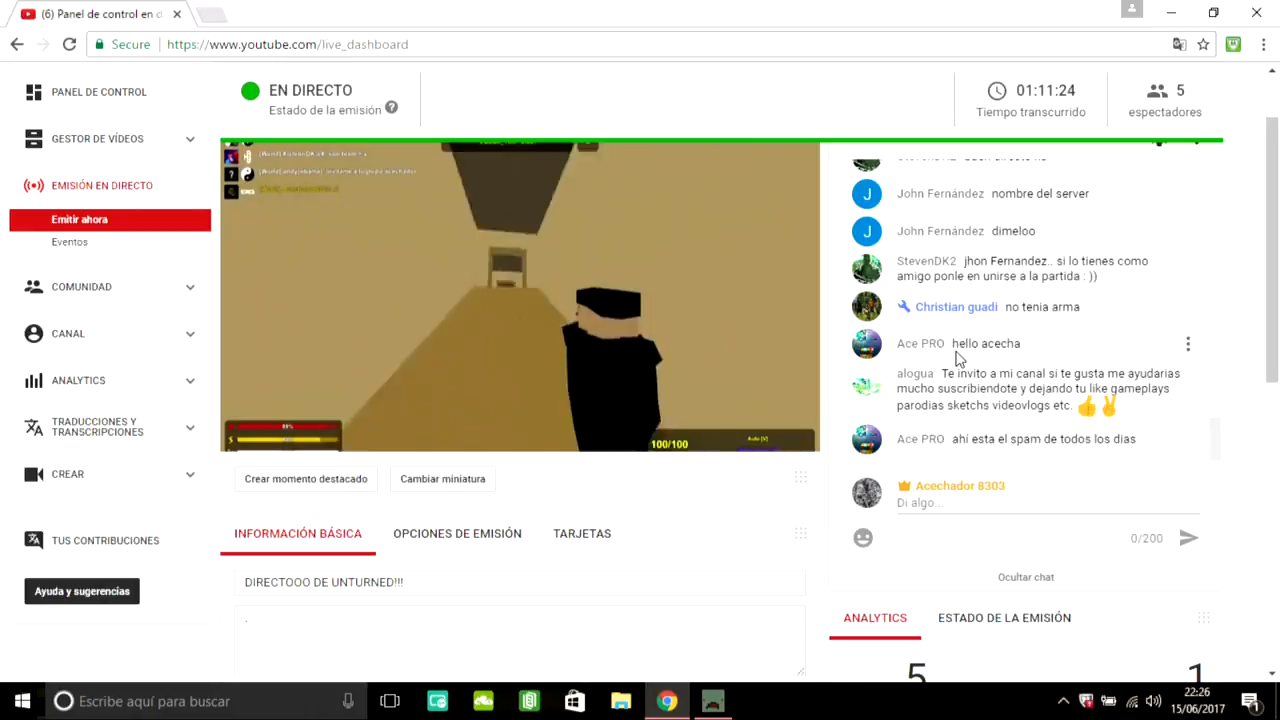 (6) Panel de control en d
Secure
https://www.youtube.com/live_dashboard
PANEL DE CONTROL
GESTOR DE VÍDEOS
EMISIÓN EN DIRECTO
Emitir ahora
Eventos
COMUNIDAD
CANAL
ANALYTICS
TRADUCCIONES Y
TRANSCRIPCIONES
CREAR
TUS CONTRIBUCIONES
Ayuda y sugerencias
EN DIRECTO
Estado de la emisión ?
01:11:24
Tiempo transcurrido
5
espectadores
100/100
Auto [V]
Crear momento destacado
Cambiar miniatura
INFORMACIÓN BÁSICA
OPCIONES DE EMISIÓN
TARJETAS
DIRECTOOO DE UNTURNED!!!
.
J John Fernández nombre del server
J John Fernández dimeloo
StevenDK2 jhon Fernandez.. si lo tienes como
amigo ponle en unirse a la partida : ))
Christian guadi no tenia arma
Ace PRO hello acecha
alogua Te invito a mi canal si te gusta me ayudarias
mucho suscribiendote y dejando tu like gameplays
parodias sketchs videovlogs etc. 👍✌
Ace PRO ahí esta el spam de todos los dias
Acechador 8303
Di algo...
0/200
Ocultar chat
ANALYTICS
ESTADO DE LA EMISIÓN
5
1
Escribe aquí para buscar
22:26
15/06/2017